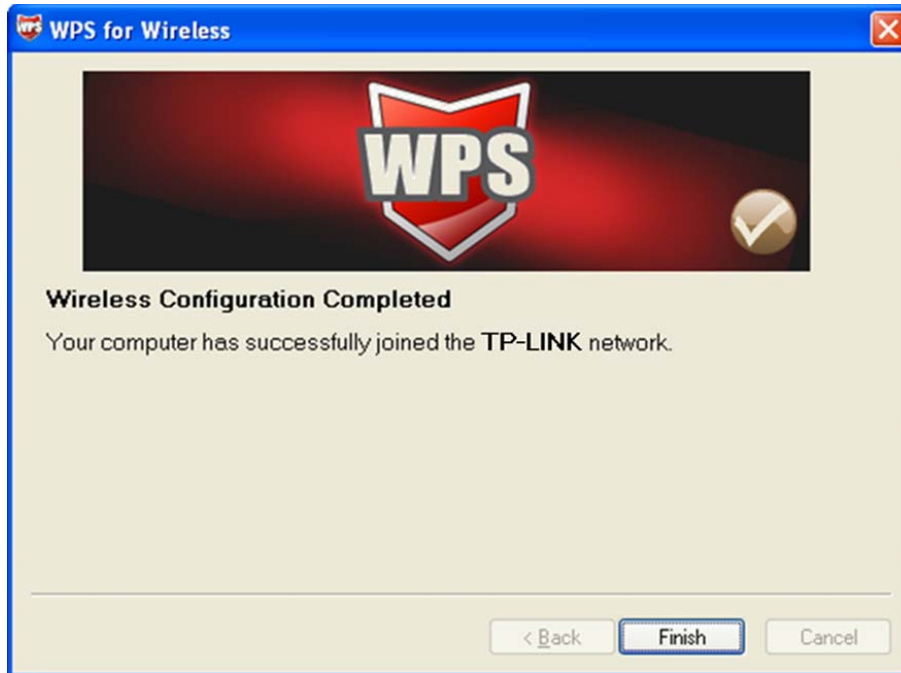 WPS WPS for Wireless
WPS
Wireless Configuration Completed
Your computer has successfully joined the TP-LINK network.
< Back Finish Cancel